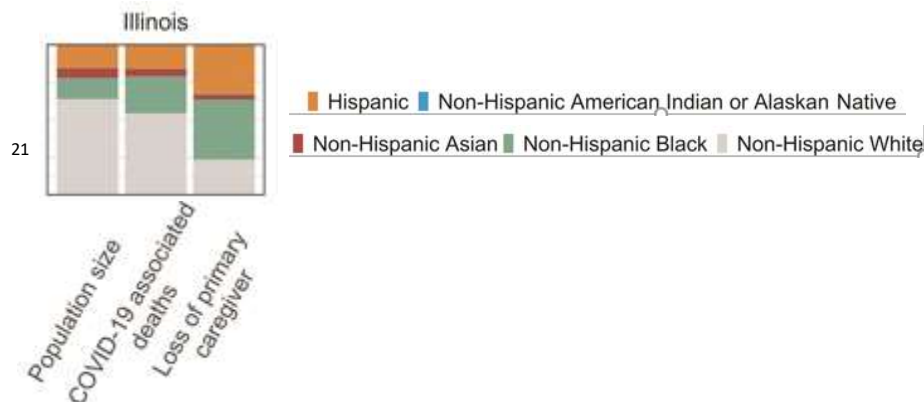 Illinois
Hispanic Non-Hispanic American Indian or Alaskan Native
21
Non-Hispanic Asian Non-Hispanic Black Non-Hispanic White
Population size
COVID-19 associated
deaths
Loss of primary
caregiver